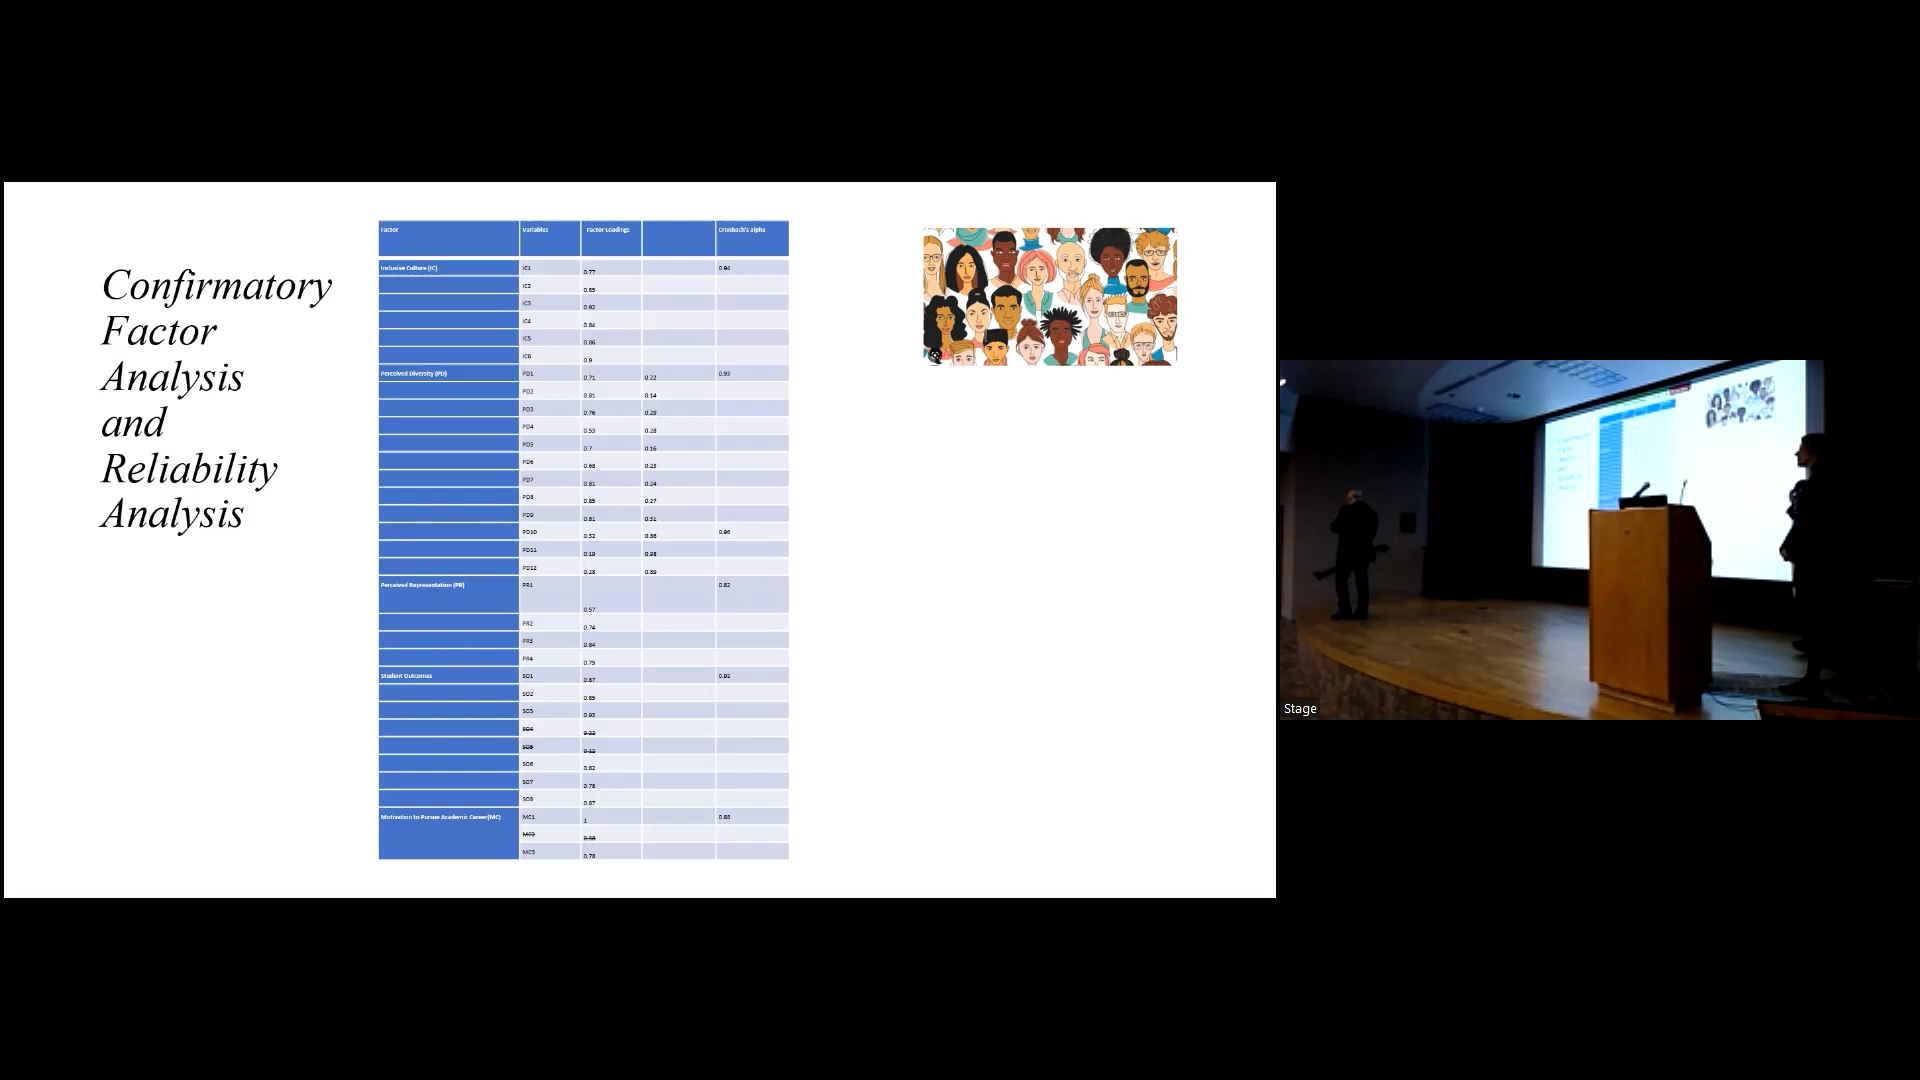 Confirmatory
Factor
Analysis
and
Reliability
Analysis
Factor Variables Factor Loadings Cronbach's alpha
Inclusive Culture (IC) IC1 0.77 0.94
IC2 0.85
IC3 0.92
IC4 0.84
IC5 0.86
IC6 0.9
Perceived Diversity (PD) PD1 0.71 0.22 0.93
PD2 0.81 0.14
PD3 0.76 0.29
PD4 0.53 0.28
PD5 0.7 0.16
PD6 0.68 0.23
PD7 0.81 0.24
PD8 0.85 0.27
PD9 0.81 0.31
PD10 0.32 0.86 0.96
PD11 0.19 0.98
PD12 0.28 0.89
Perceived Representation (PR) PR1 0.57 0.82
PR2 0.74
PR3 0.84
PR4 0.75
Student Outcomes SO1 0.87 0.92
SO2 0.85
SO3 0.93
SO4 0.22
SO5 0.12
SO6 0.82
SO7 0.78
SO8 0.87
Motivation to Pursue Academic Career(MC) MC1 1 0.88
MC2 0.38
MC3 0.78
Stage